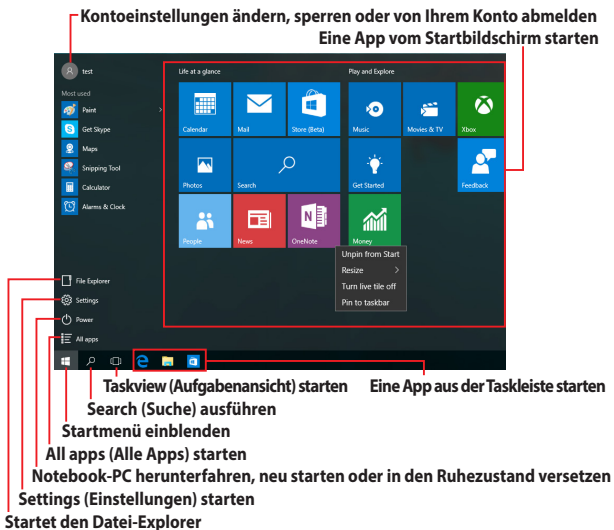 Kontoeinstellungen ändern, sperren oder von Ihrem Konto abmelden
Eine App vom Startbildschirm starten
test
Most used
Paint
Get Skype
Maps
Snipping Tool
Calculator
Alarms & Clock
File Explorer
Settings
Power
All apps
Life at a glance
Play and Explore
Calendar
Mail
Store (Beta)
Music
Movies & TV
Xbox
Photos
Search
Get Started
Feedback
People
News
OneNote
Money
Unpin from Start
Resize
Turn live tile off
Pin to taskbar
Taskview (Aufgabenansicht) starten
Eine App aus der Taskleiste starten
Search (Suche) ausführen
Startmenü einblenden
All apps (Alle Apps) starten
Notebook-PC herunterfahren, neu starten oder in den Ruhezustand versetzen
Settings (Einstellungen) starten
Startet den Datei-Explorer